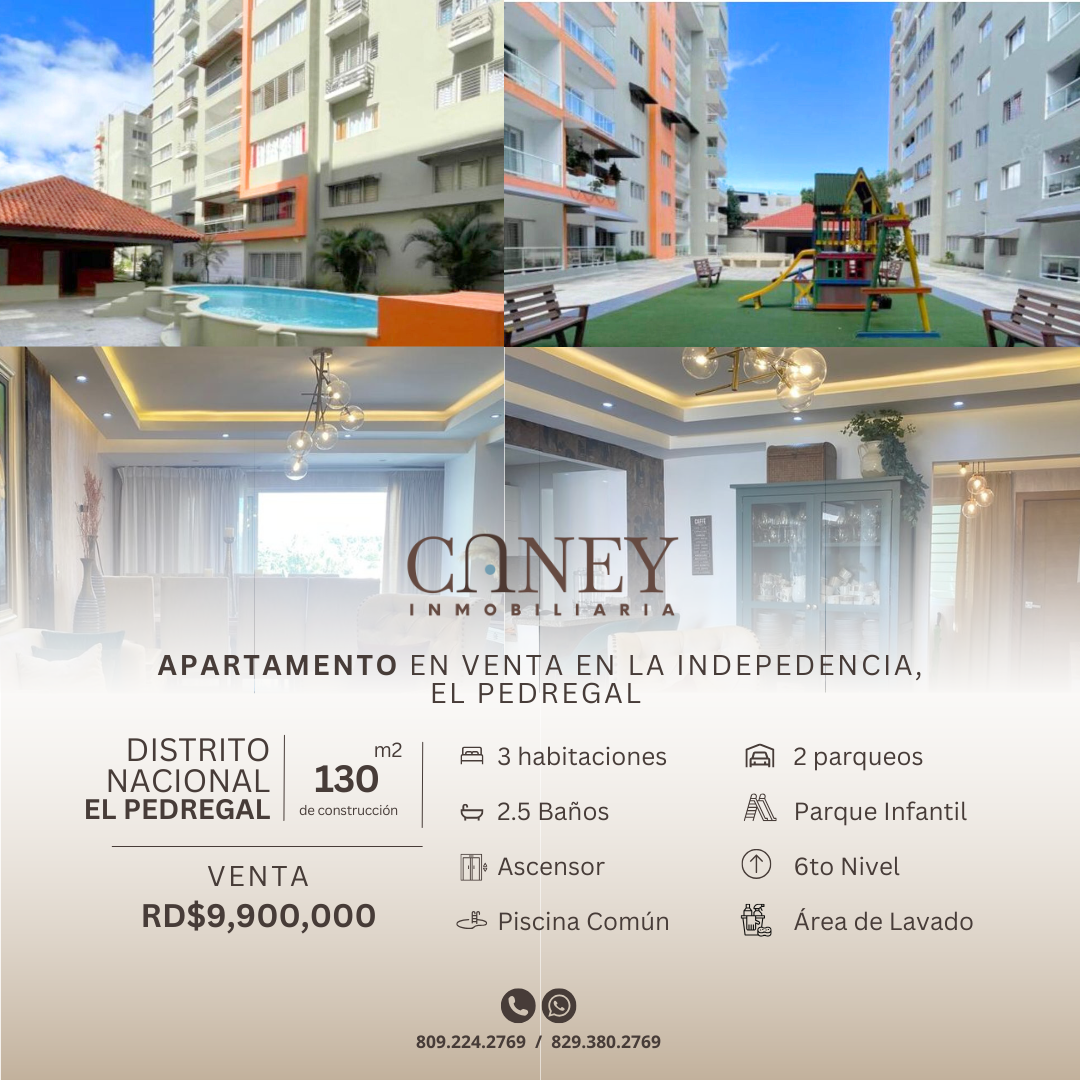 CANEY
INMOBILIARIA
APARTAMENTO EN VENTA EN LA INDEPEDENCIA,
EL PEDREGAL
DISTRITO
NACIONAL
EL PEDREGAL
m2
130
de construcción
VENTA
RD$9,900,000
3 habitaciones
2.5 Baños
Ascensor
Piscina Común
2 parqueos
Parque Infantil
6to Nivel
Área de Lavado
809.224.2769 / 829.380.2769